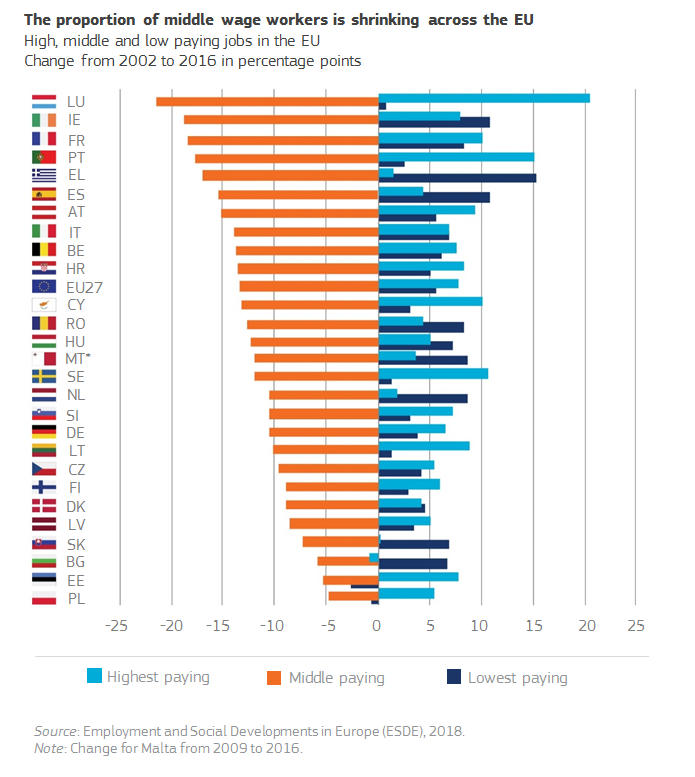 The proportion of middle wage workers is shrinking across the EU
High, middle and low paying jobs in the EU
Change from 2002 to 2016 in percentage points
LU
IE
FR
PT
EL
ES
AT
IT
BE
HR
EU27
CY
RO
HU
MT*
SE
NL
SI
DE
LT
CZ
FI
DK
LV
SK
BG
EE
PL
-25 -20 -15 -10 -5 0 5 10 15 20 25
Highest paying Middle paying Lowest paying
Source: Employment and Social Developments in Europe (ESDE), 2018.
Note: Change for Malta from 2009 to 2016.